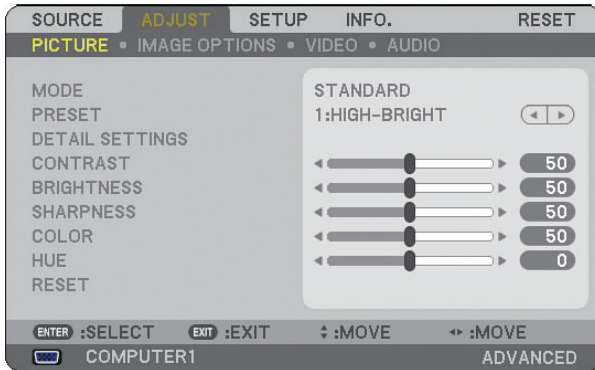 SOURCE ADJUST SETUP INFO. RESET
PICTURE • IMAGE OPTIONS • VIDEO • AUDIO
MODE STANDARD
PRESET 1:HIGH-BRIGHT
DETAIL SETTINGS
CONTRAST 50
BRIGHTNESS 50
SHARPNESS 50
COLOR 50
HUE 0
RESET
ENTER :SELECT EXIT :EXIT :MOVE :MOVE
COMPUTER1 ADVANCED